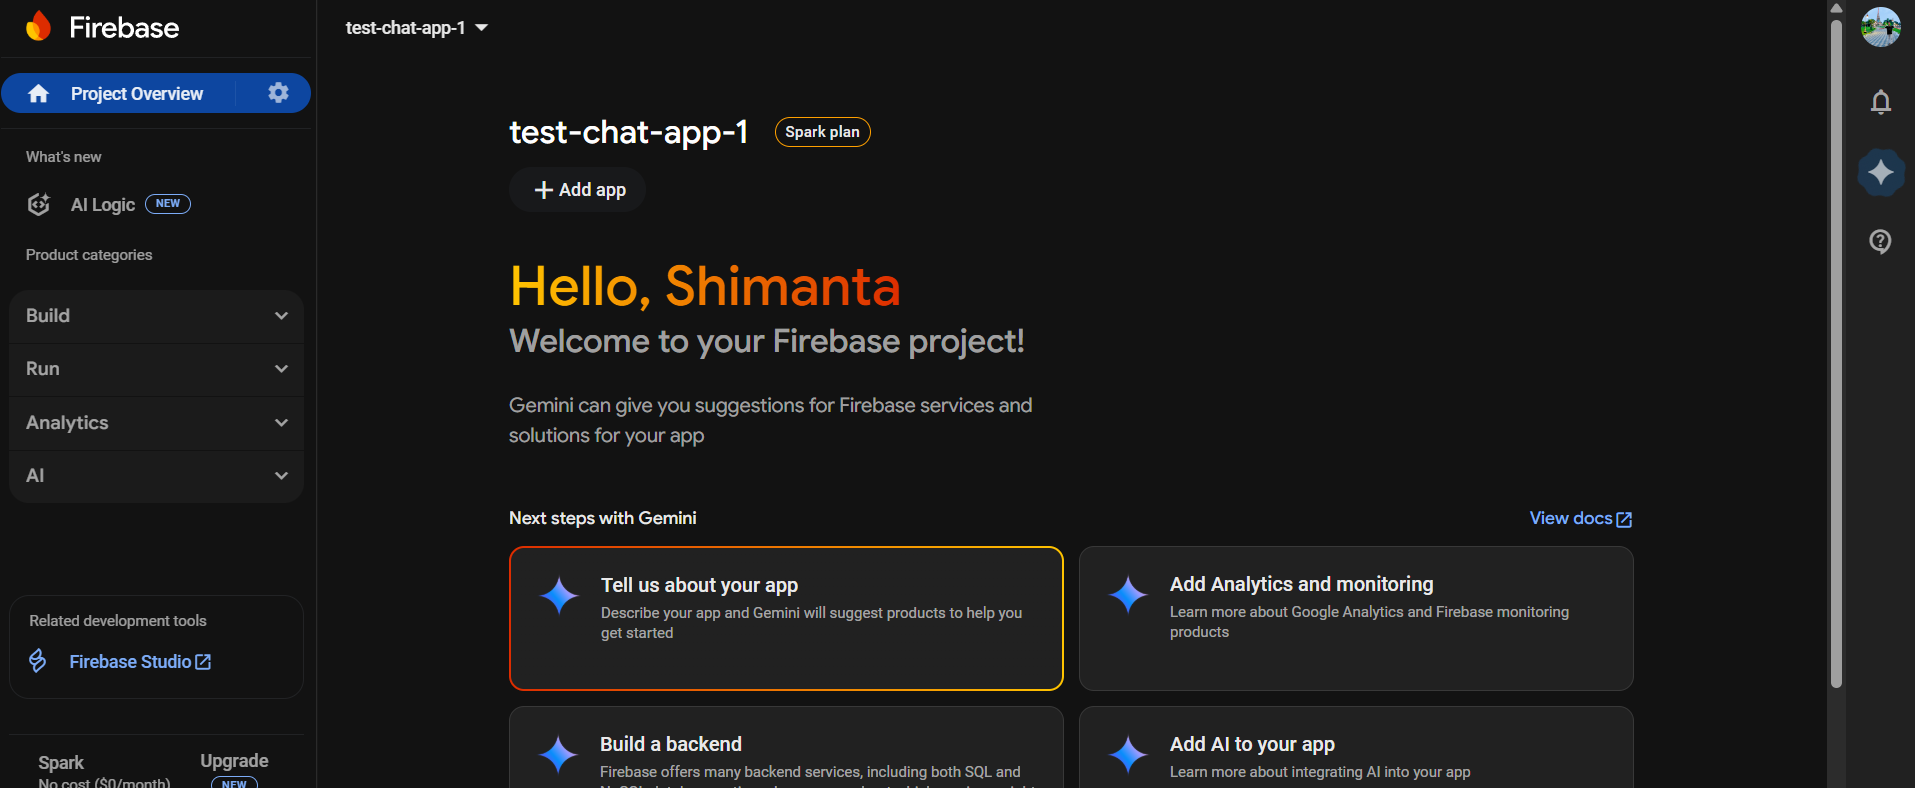 Firebase
Project Overview
What's new
AI Logic NEW
Product categories
Build
Run
Analytics
AI
Related development tools
Firebase Studio
Spark
No cost ($0/month)
Upgrade
NEW
test-chat-app-1
test-chat-app-1 Spark plan
Add app
Hello, Shimanta
Welcome to your Firebase project!
Gemini can give you suggestions for Firebase services and
solutions for your app
Next steps with Gemini
View docs
Tell us about your app
Describe your app and Gemini will suggest products to help you
get started
Add Analytics and monitoring
Learn more about Google Analytics and Firebase monitoring
products
Build a backend
Firebase offers many backend services, including both SQL and
Add AI to your app
Learn more about integrating AI into your app